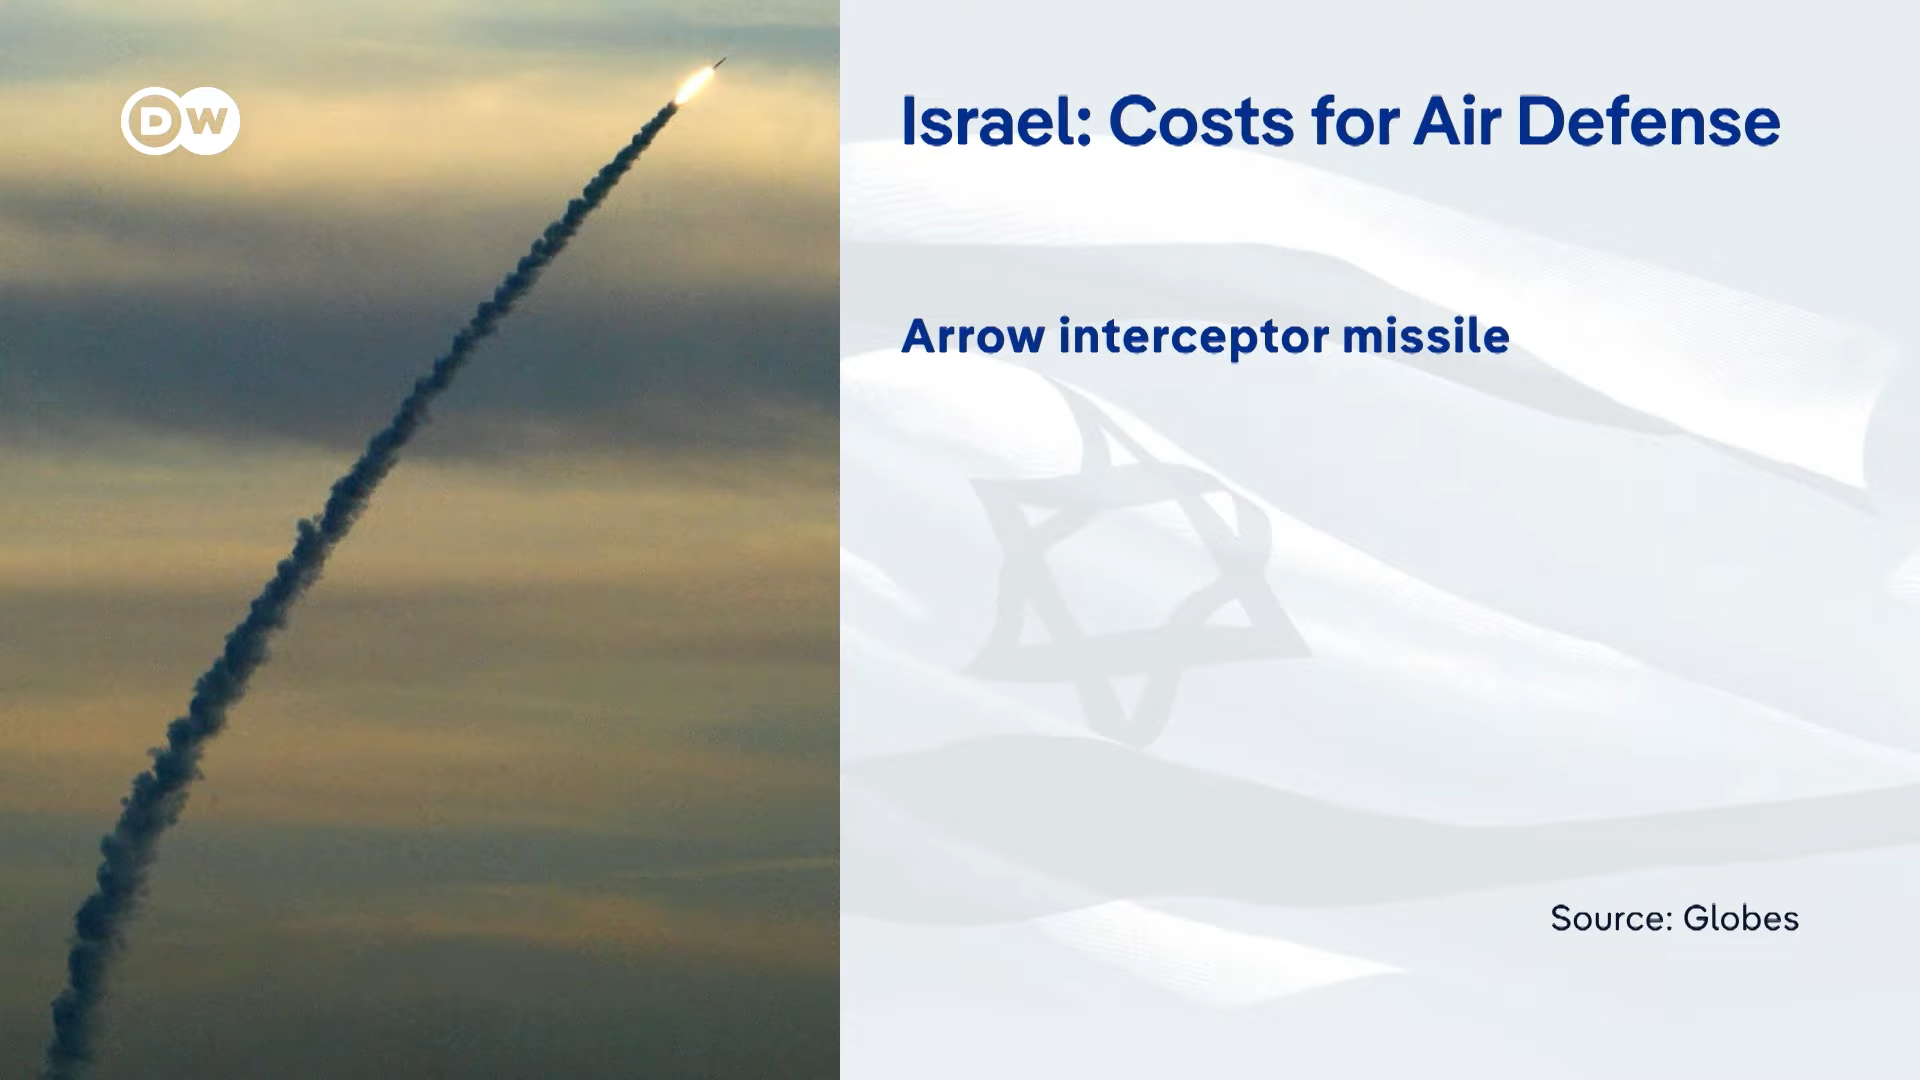 DW
Israel: Costs for Air Defense
Arrow interceptor missile
Source: Globes